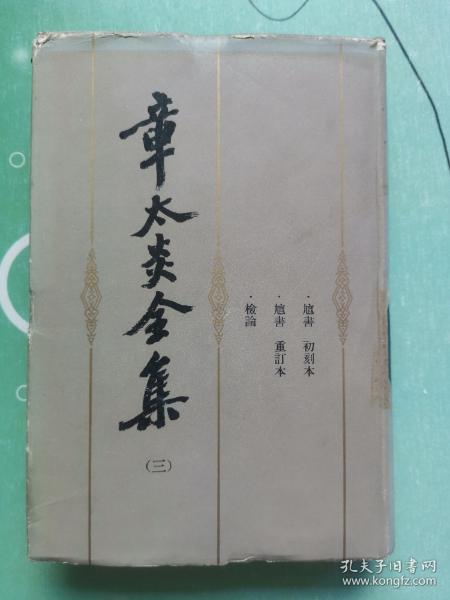 章太炎全集
(三)
·訄書 初刻本
·訄書 重訂本
·檢論
孔夫子旧书网
www.kongfz.com